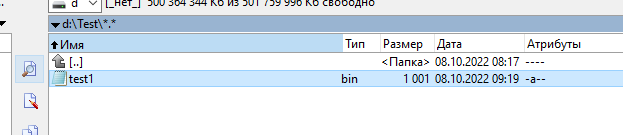 d [_нет_] 500 364 344 Кб из 501 759 996 Кб свободно
d:\Test\*.*
Имя Тип Размер Дата Атрибуты
[..] <Папка> 08.10.2022 08:17 ----
test1 bin 1 001 08.10.2022 09:19 -a--